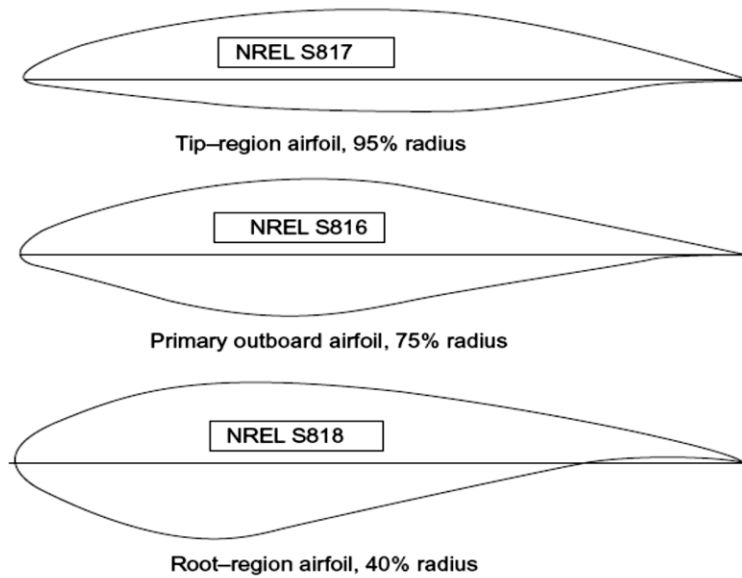 NREL S817
Tip–region airfoil, 95% radius
NREL S816
Primary outboard airfoil, 75% radius
NREL S818
Root–region airfoil, 40% radius